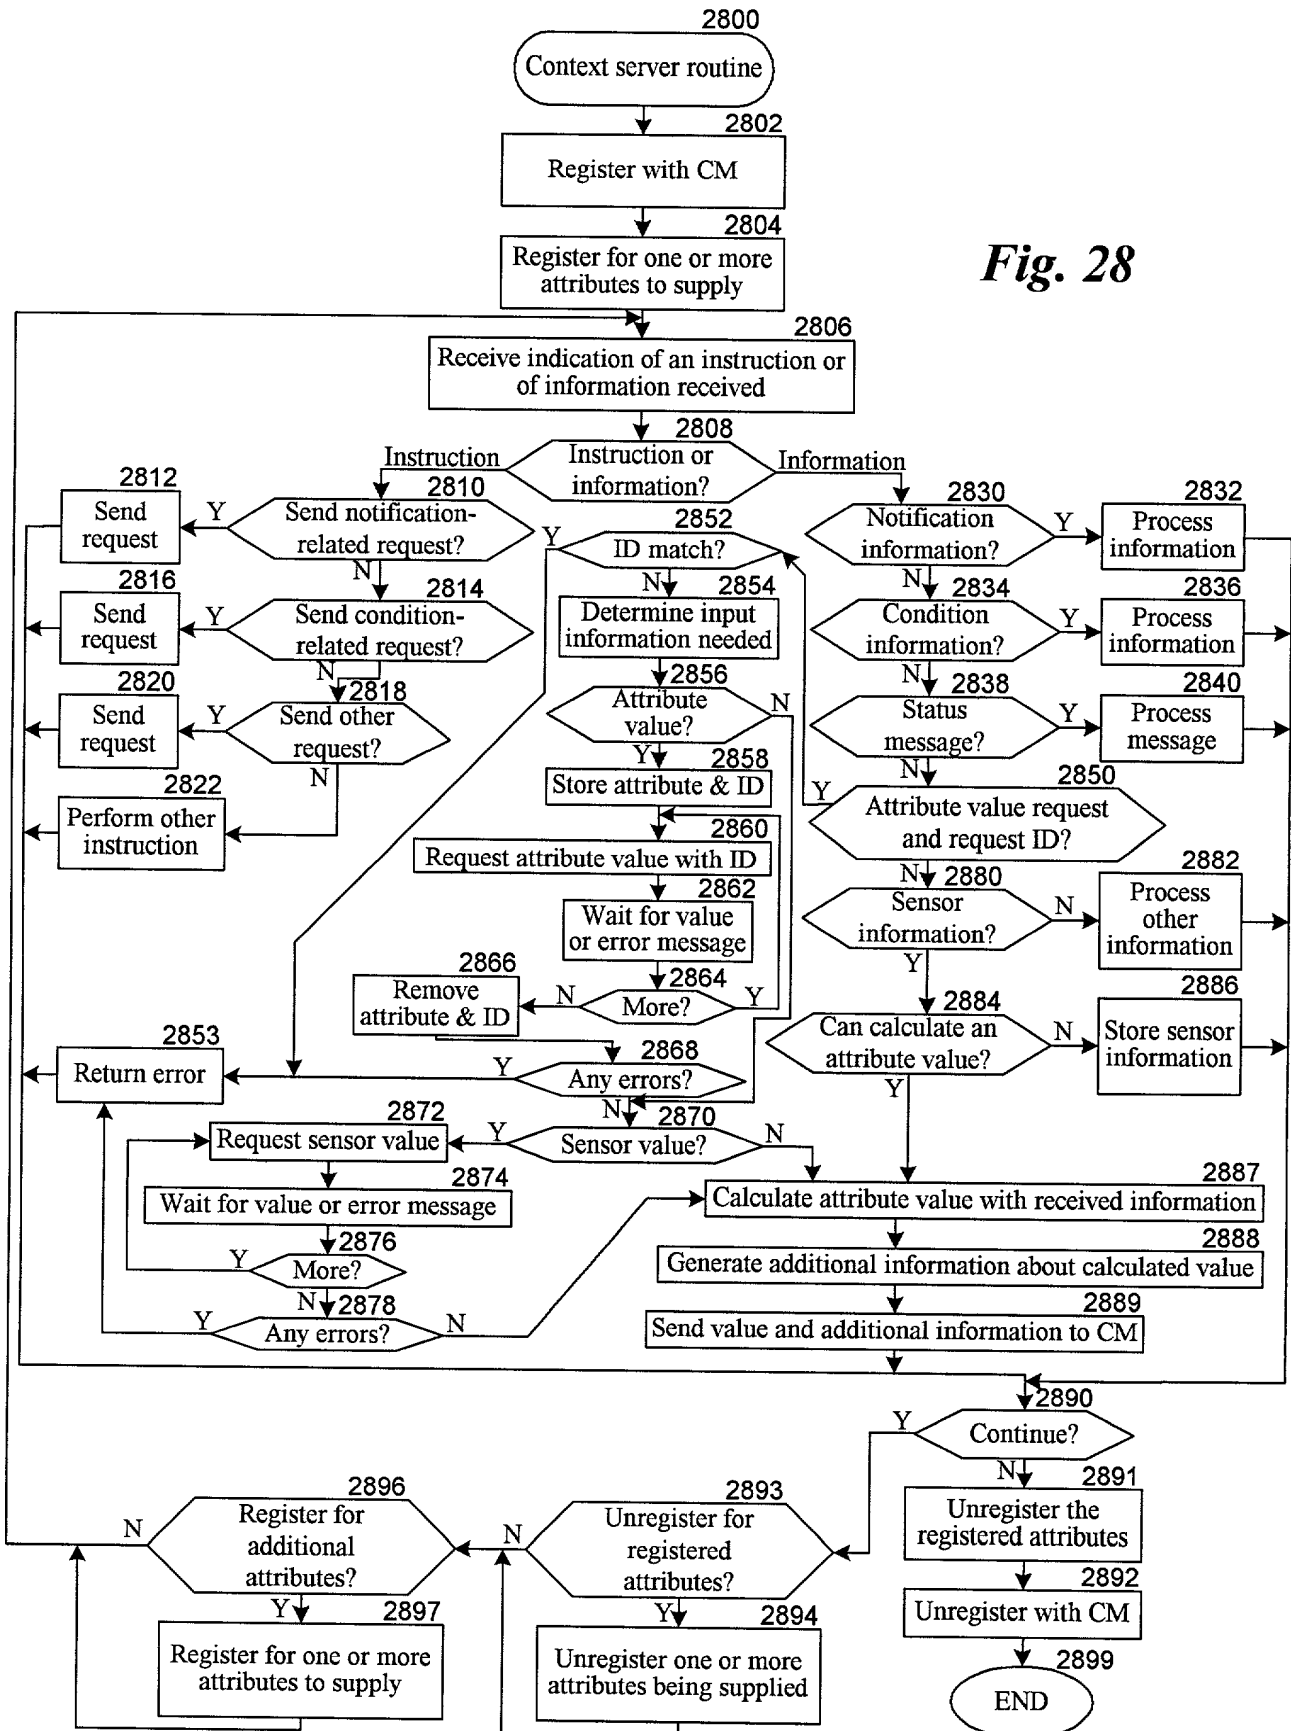 2800
Context server routine
2802
Register with CM
2804
Register for one or more
attributes to supply
Fig. 28
2806
Receive indication of an instruction or
of information received
2808
Instruction or
information?
Instruction
Information
2810
Send notification-
related request?
Y
N
2812
Send
request
2814
Send condition-
related request?
Y
N
2816
Send
request
2818
Send other
request?
Y
N
2820
Send
request
2822
Perform other
instruction
2830
Notification
information?
Y
N
2832
Process
information
2834
Condition
information?
Y
N
2836
Process
information
2838
Status
message?
Y
N
2840
Process
message
2850
Attribute value request
and request ID?
Y
N
2852
ID match?
Y
N
2853
Return error
2854
Determine input
information needed
2856
Attribute
value?
N
Y
2858
Store attribute & ID
2860
Request attribute value with ID
2862
Wait for value
or error message
2864
More?
N
Y
2866
Remove
attribute & ID
2868
Any errors?
Y
N
2870
Sensor value?
Y
N
2872
Request sensor value
2874
Wait for value or error message
2876
More?
Y
N
2878
Any errors?
Y
N
2880
Sensor
information?
N
Y
2882
Process
other
information
2884
Can calculate an
attribute value?
N
Y
2886
Store sensor
information
2887
Calculate attribute value with received information
2888
Generate additional information about calculated value
2889
Send value and additional information to CM
2890
Continue?
Y
N
2891
Unregister the
registered attributes
2892
Unregister with CM
2899
END
2893
Unregister for
registered
attributes?
N
Y
2894
Unregister one or more
attributes being supplied
2896
Register for
additional
attributes?
N
Y
2897
Register for one or more
attributes to supply